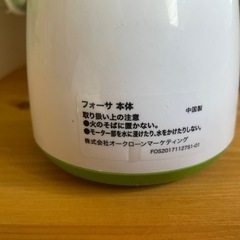 フォーサ 本体
中国製
取り扱い上の注意
●火のそばに置かない。
●モーター部を水に浸けたり、水をかけたりしない。
株式会社オークローンマーケティング
FOS20171127S1-01